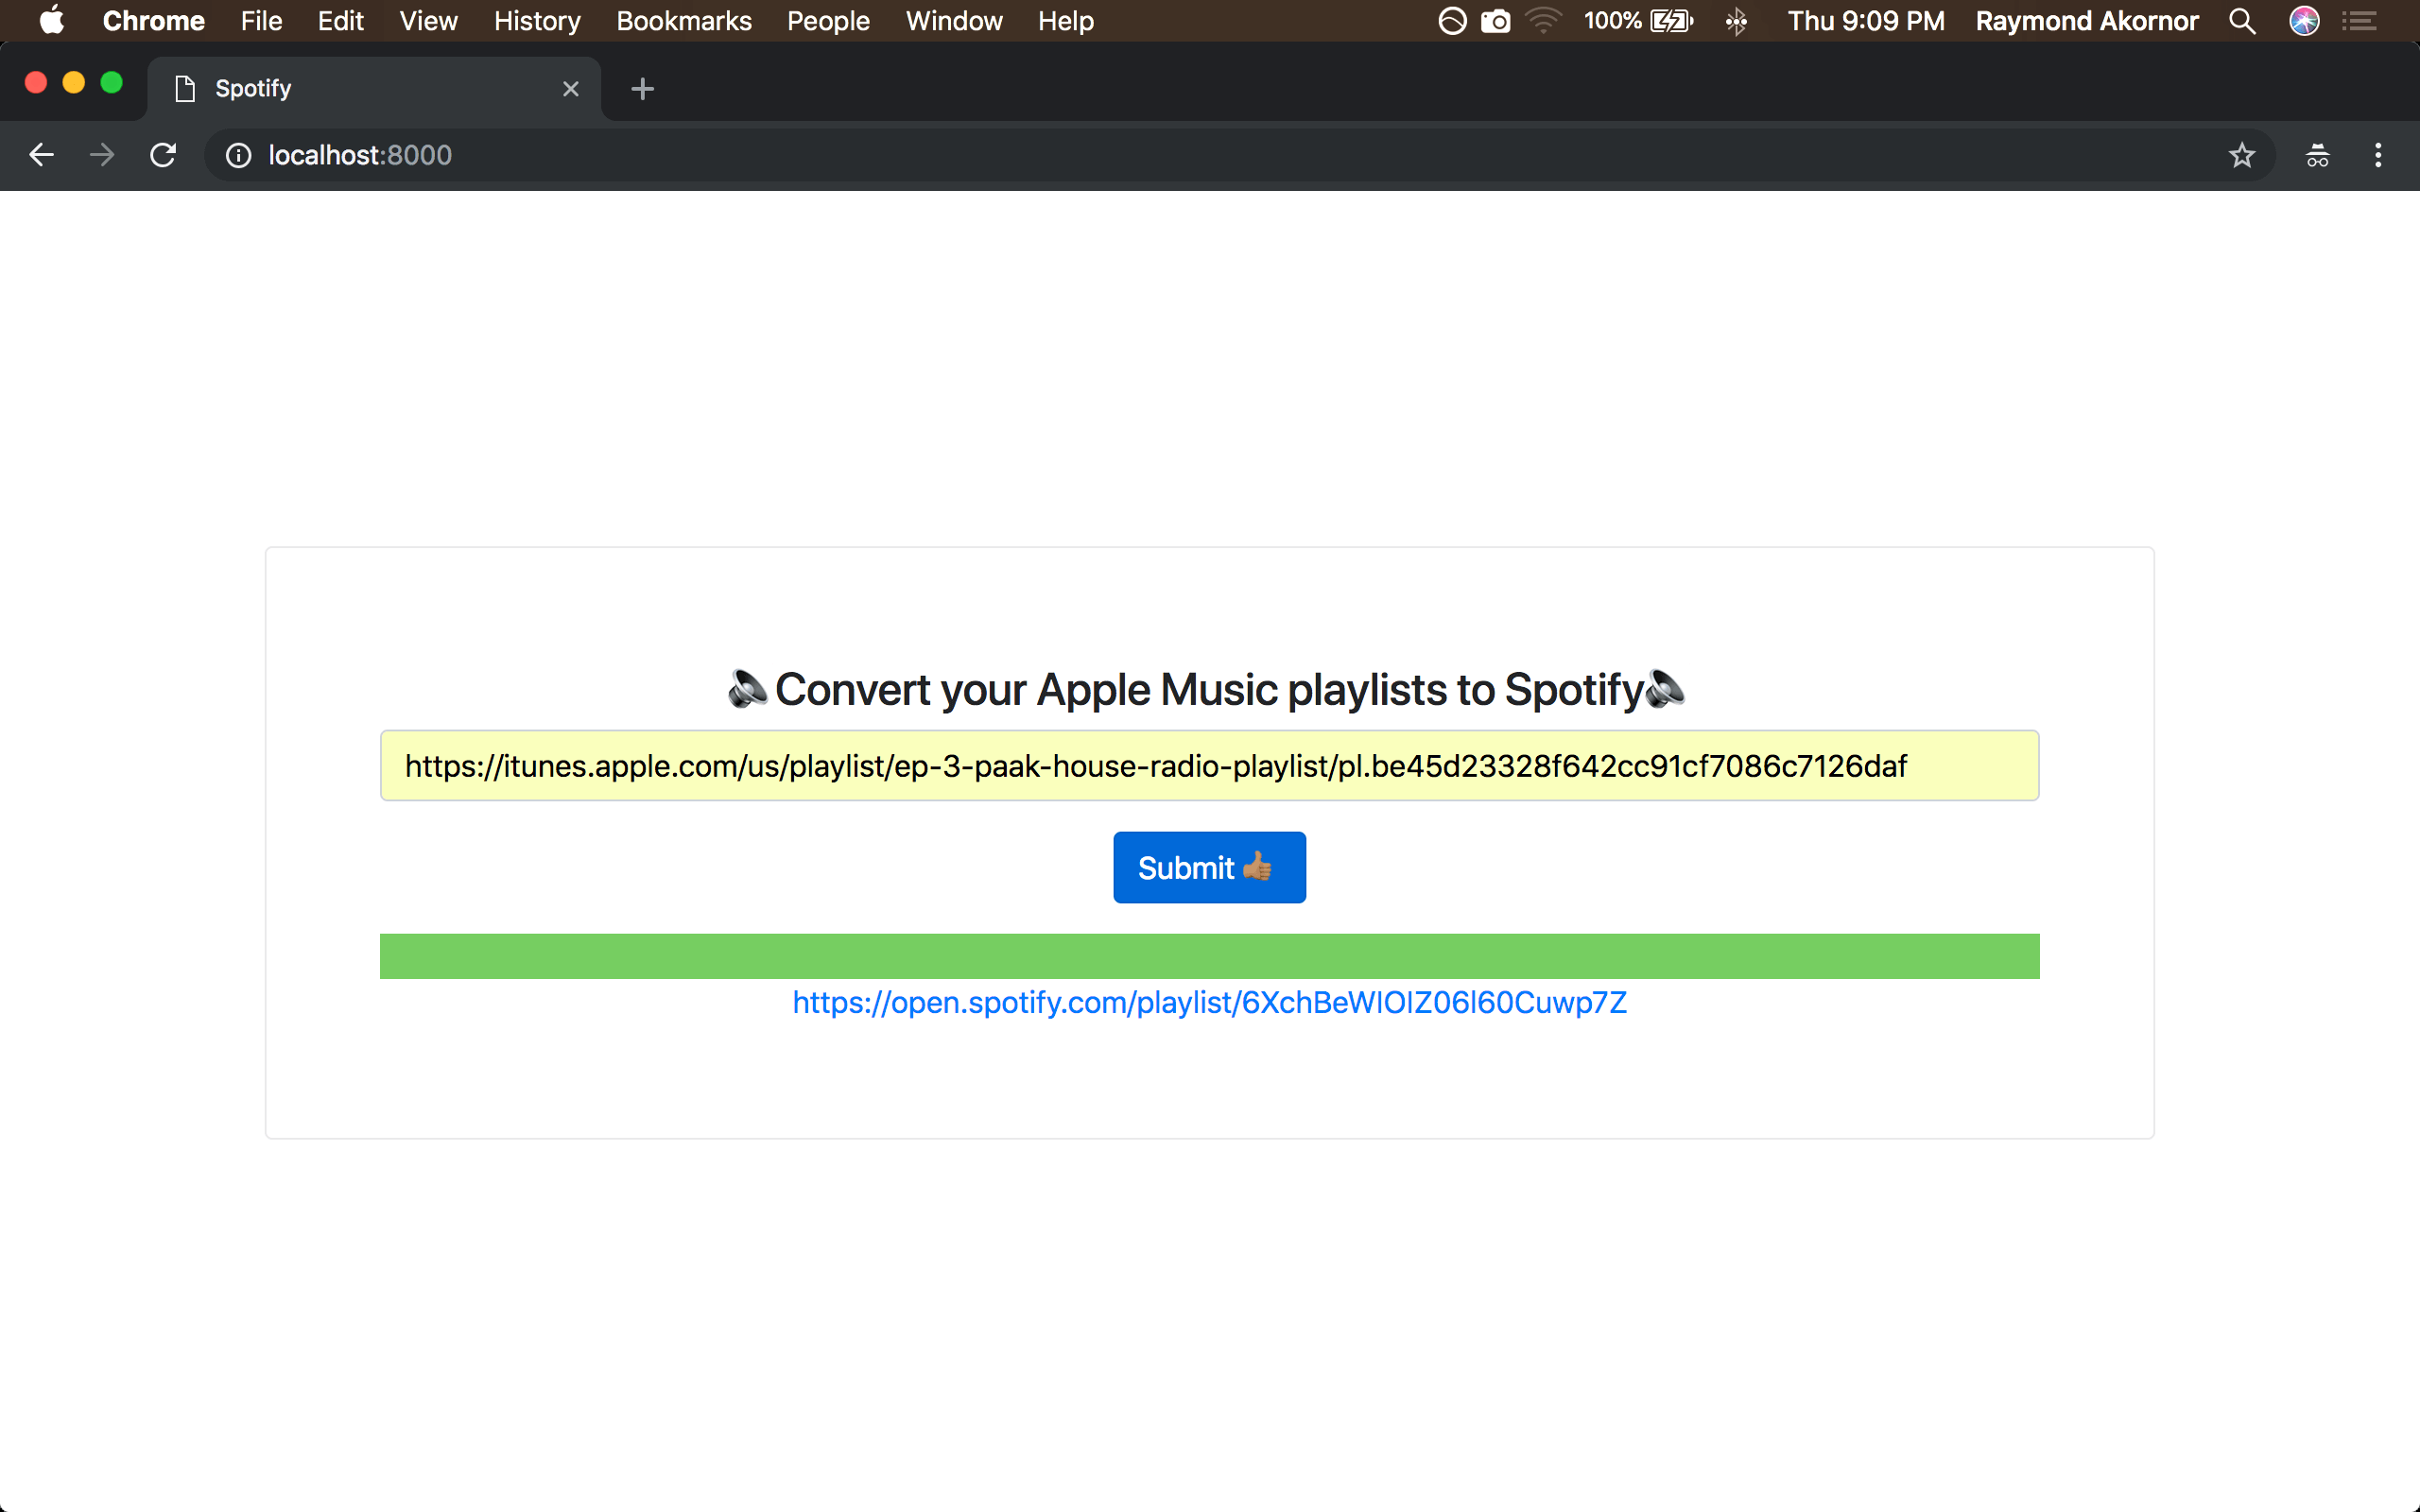 Chrome File Edit View History Bookmarks People Window Help 100% Thu 9:09 PM Raymond Akornor
Spotify
localhost:8000
🔈Convert your Apple Music playlists to Spotify🔈
https://itunes.apple.com/us/playlist/ep-3-paak-house-radio-playlist/pl.be45d23328f642cc91cf7086c7126daf
Submit 👍🏽
https://open.spotify.com/playlist/6XchBeWIOIZ06l60Cuwp7Z